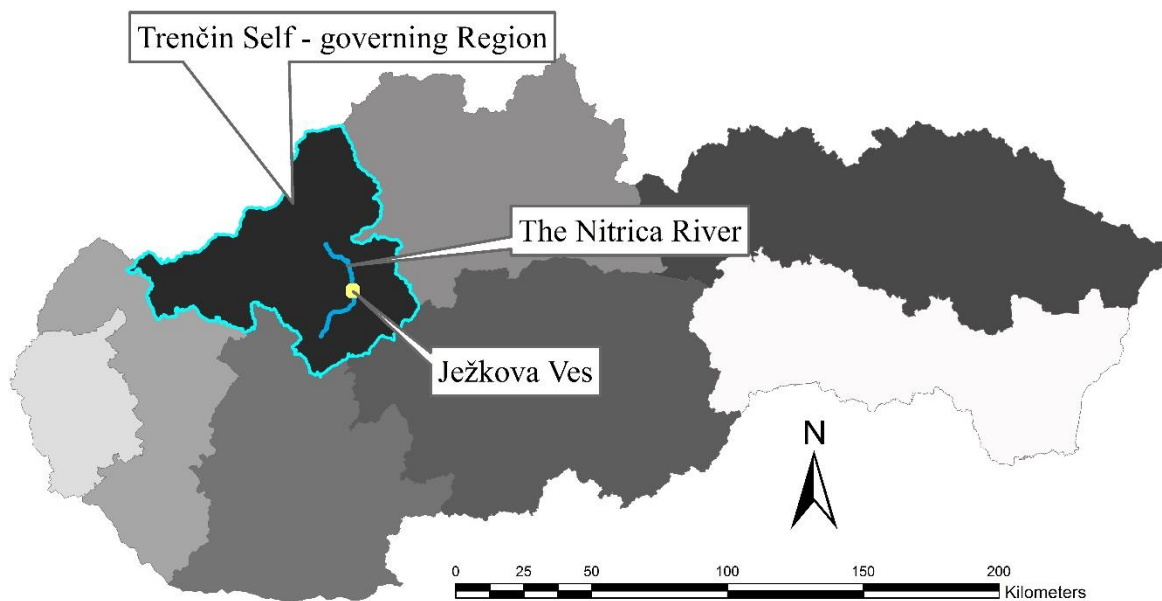 Trenčin Self - governing Region
The Nitrica River
Ježkova Ves
N
0 25 50 100 150 200
Kilometers